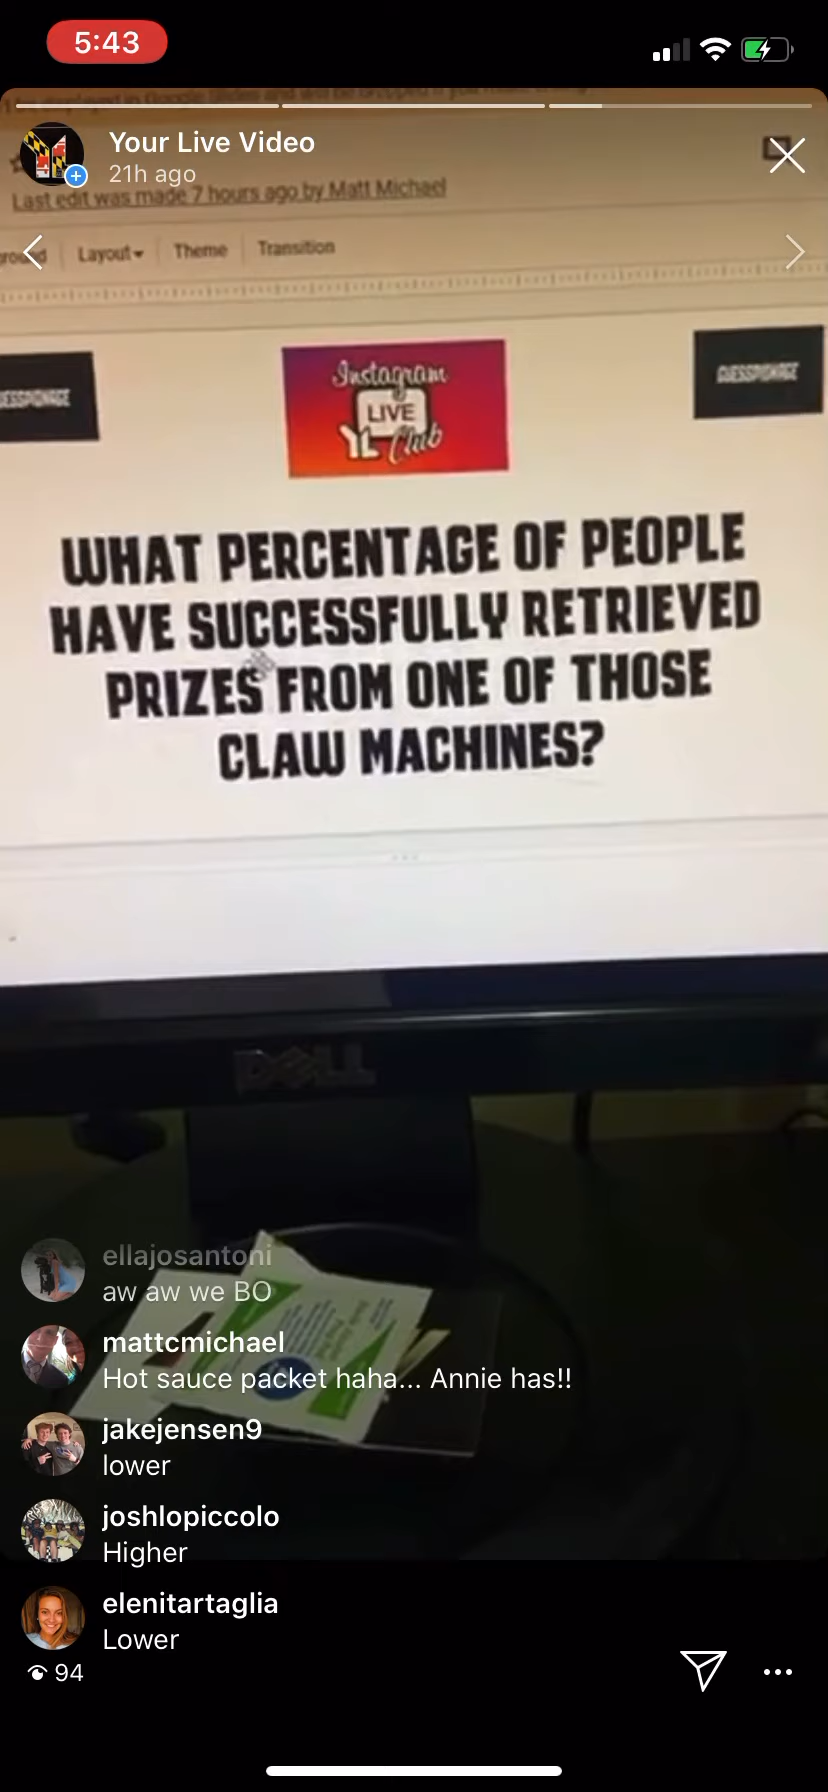 5:43
Your Live Video
21h ago
Last edit was made 7 hours ago by Matt Michael
Layout
Theme
Transition
Instagram
LIVE
YL Club
GUESSPIONAGE
WHAT PERCENTAGE OF PEOPLE
HAVE SUCCESSFULLY RETRIEVED
PRIZES FROM ONE OF THOSE
CLAW MACHINES?
DELL
ellajosantoni
aw aw we BO
mattcmichael
Hot sauce packet haha... Annie has!!
jakejensen9
lower
joshlopiccolo
Higher
elenitartaglia
Lower
94